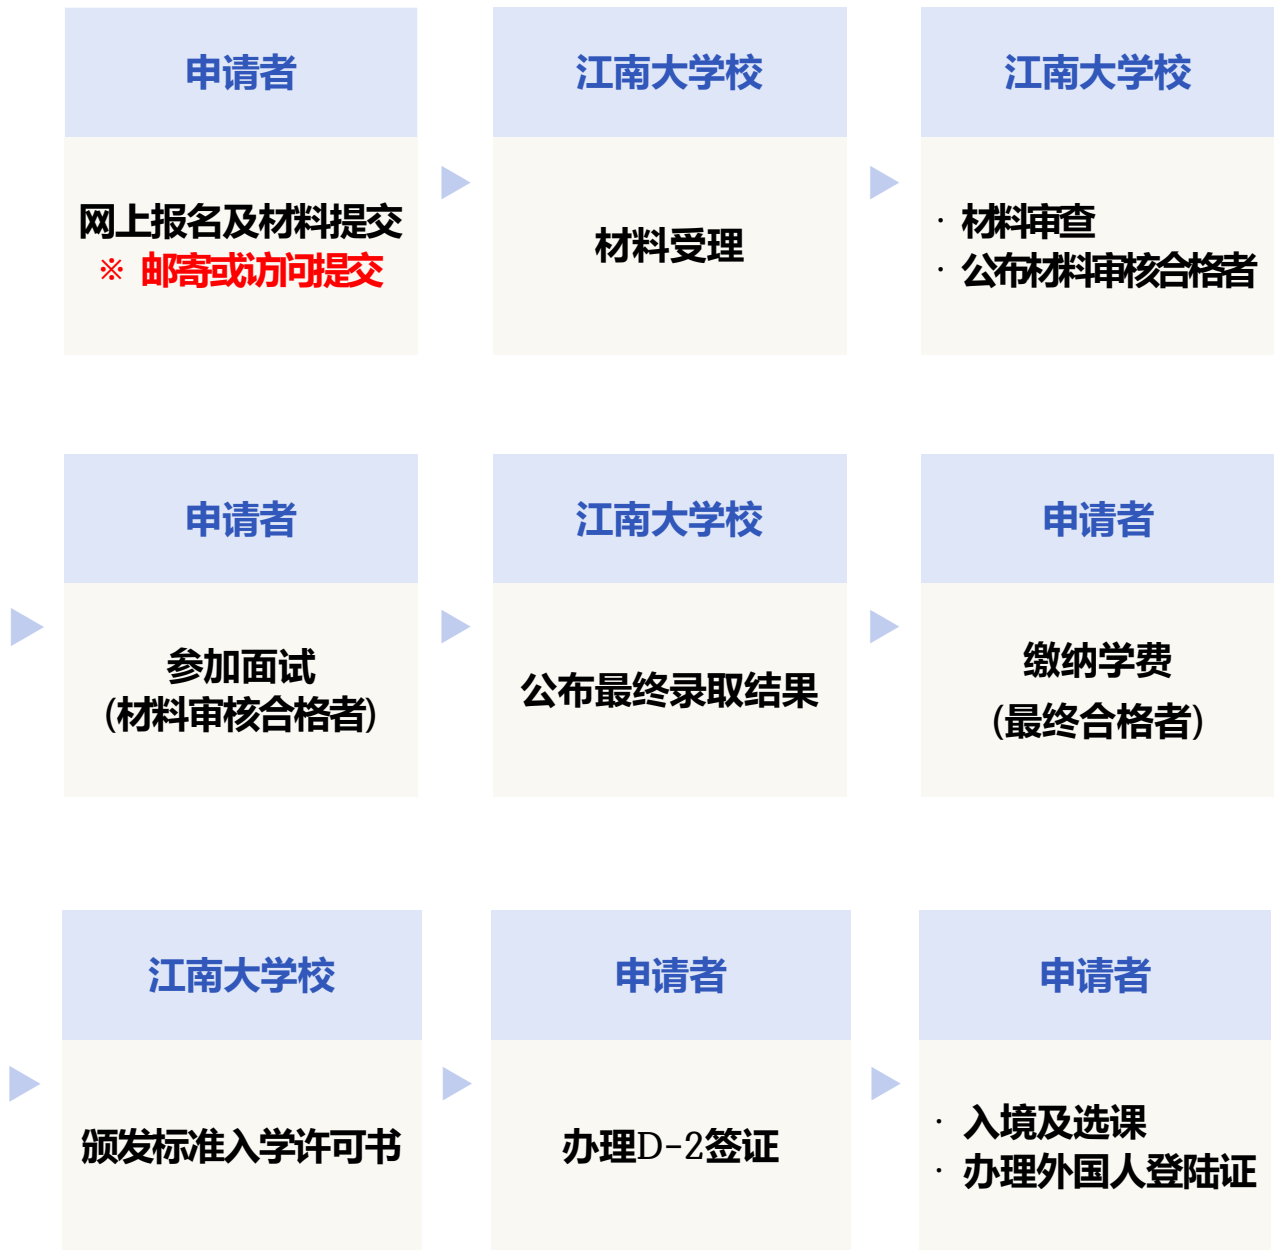 申请者
网上报名及材料提交
※ 邮寄或访问提交
江南大学校
材料受理
江南大学校
· 材料审查
· 公布材料审核合格者
申请者
参加面试
(材料审核合格者)
江南大学校
公布最终录取结果
申请者
缴纳学费
(最终合格者)
江南大学校
颁发标准入学许可书
申请者
办理D-2签证
申请者
· 入境及选课
· 办理外国人登陆证